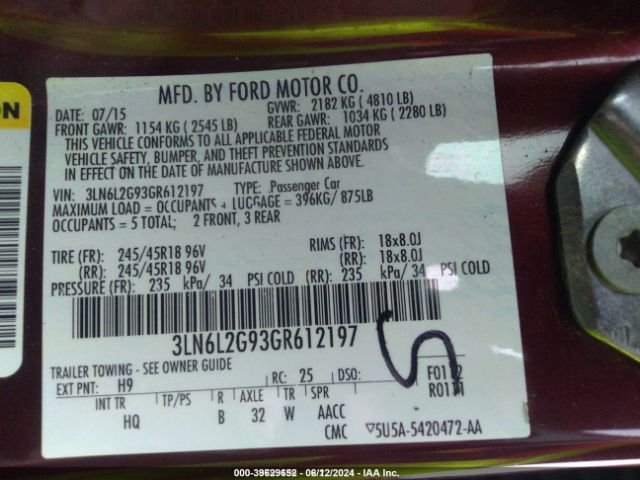 ON
MFD. BY FORD MOTOR CO.
DATE: 07/15 GVWR: 2182 KG ( 4810 LB)
FRONT GAWR: 1154 KG ( 2545 LB) REAR GAWR: 1034 KG ( 2280 LB)
THIS VEHICLE CONFORMS TO ALL APPLICABLE FEDERAL MOTOR
VEHICLE SAFETY, BUMPER, AND THEFT PREVENTION STANDARDS
IN EFFECT ON THE DATE OF MANUFACTURE SHOWN ABOVE.
VIN: 3LN6L2G93GR612197 TYPE: Passenger Car
MAXIMUM LOAD = OCCUPANTS + LUGGAGE = 396KG/ 875LB
OCCUPANTS = 5 TOTAL; 2 FRONT, 3 REAR
TIRE (FR): 245/45R18 96V RIMS (FR): 18x8.0J
(RR): 245/45R18 96V (RR): 18x8.0J
PRESSURE (FR): 235 kPa/ 34 PSI COLD (RR): 235 kPa/ 34 PSI COLD
3LN6L2G93GR612197
TRAILER TOWING - SEE OWNER GUIDE
EXT PNT: H9 RC: 25 DSO: F0112
R0111
INT TR TP/PS R AXLE TR SPR
HQ B 32 W AACC
CMC ▽5U5A-5420472-AA
5
000-39629652 - 06/12/2024 - IAA Inc.